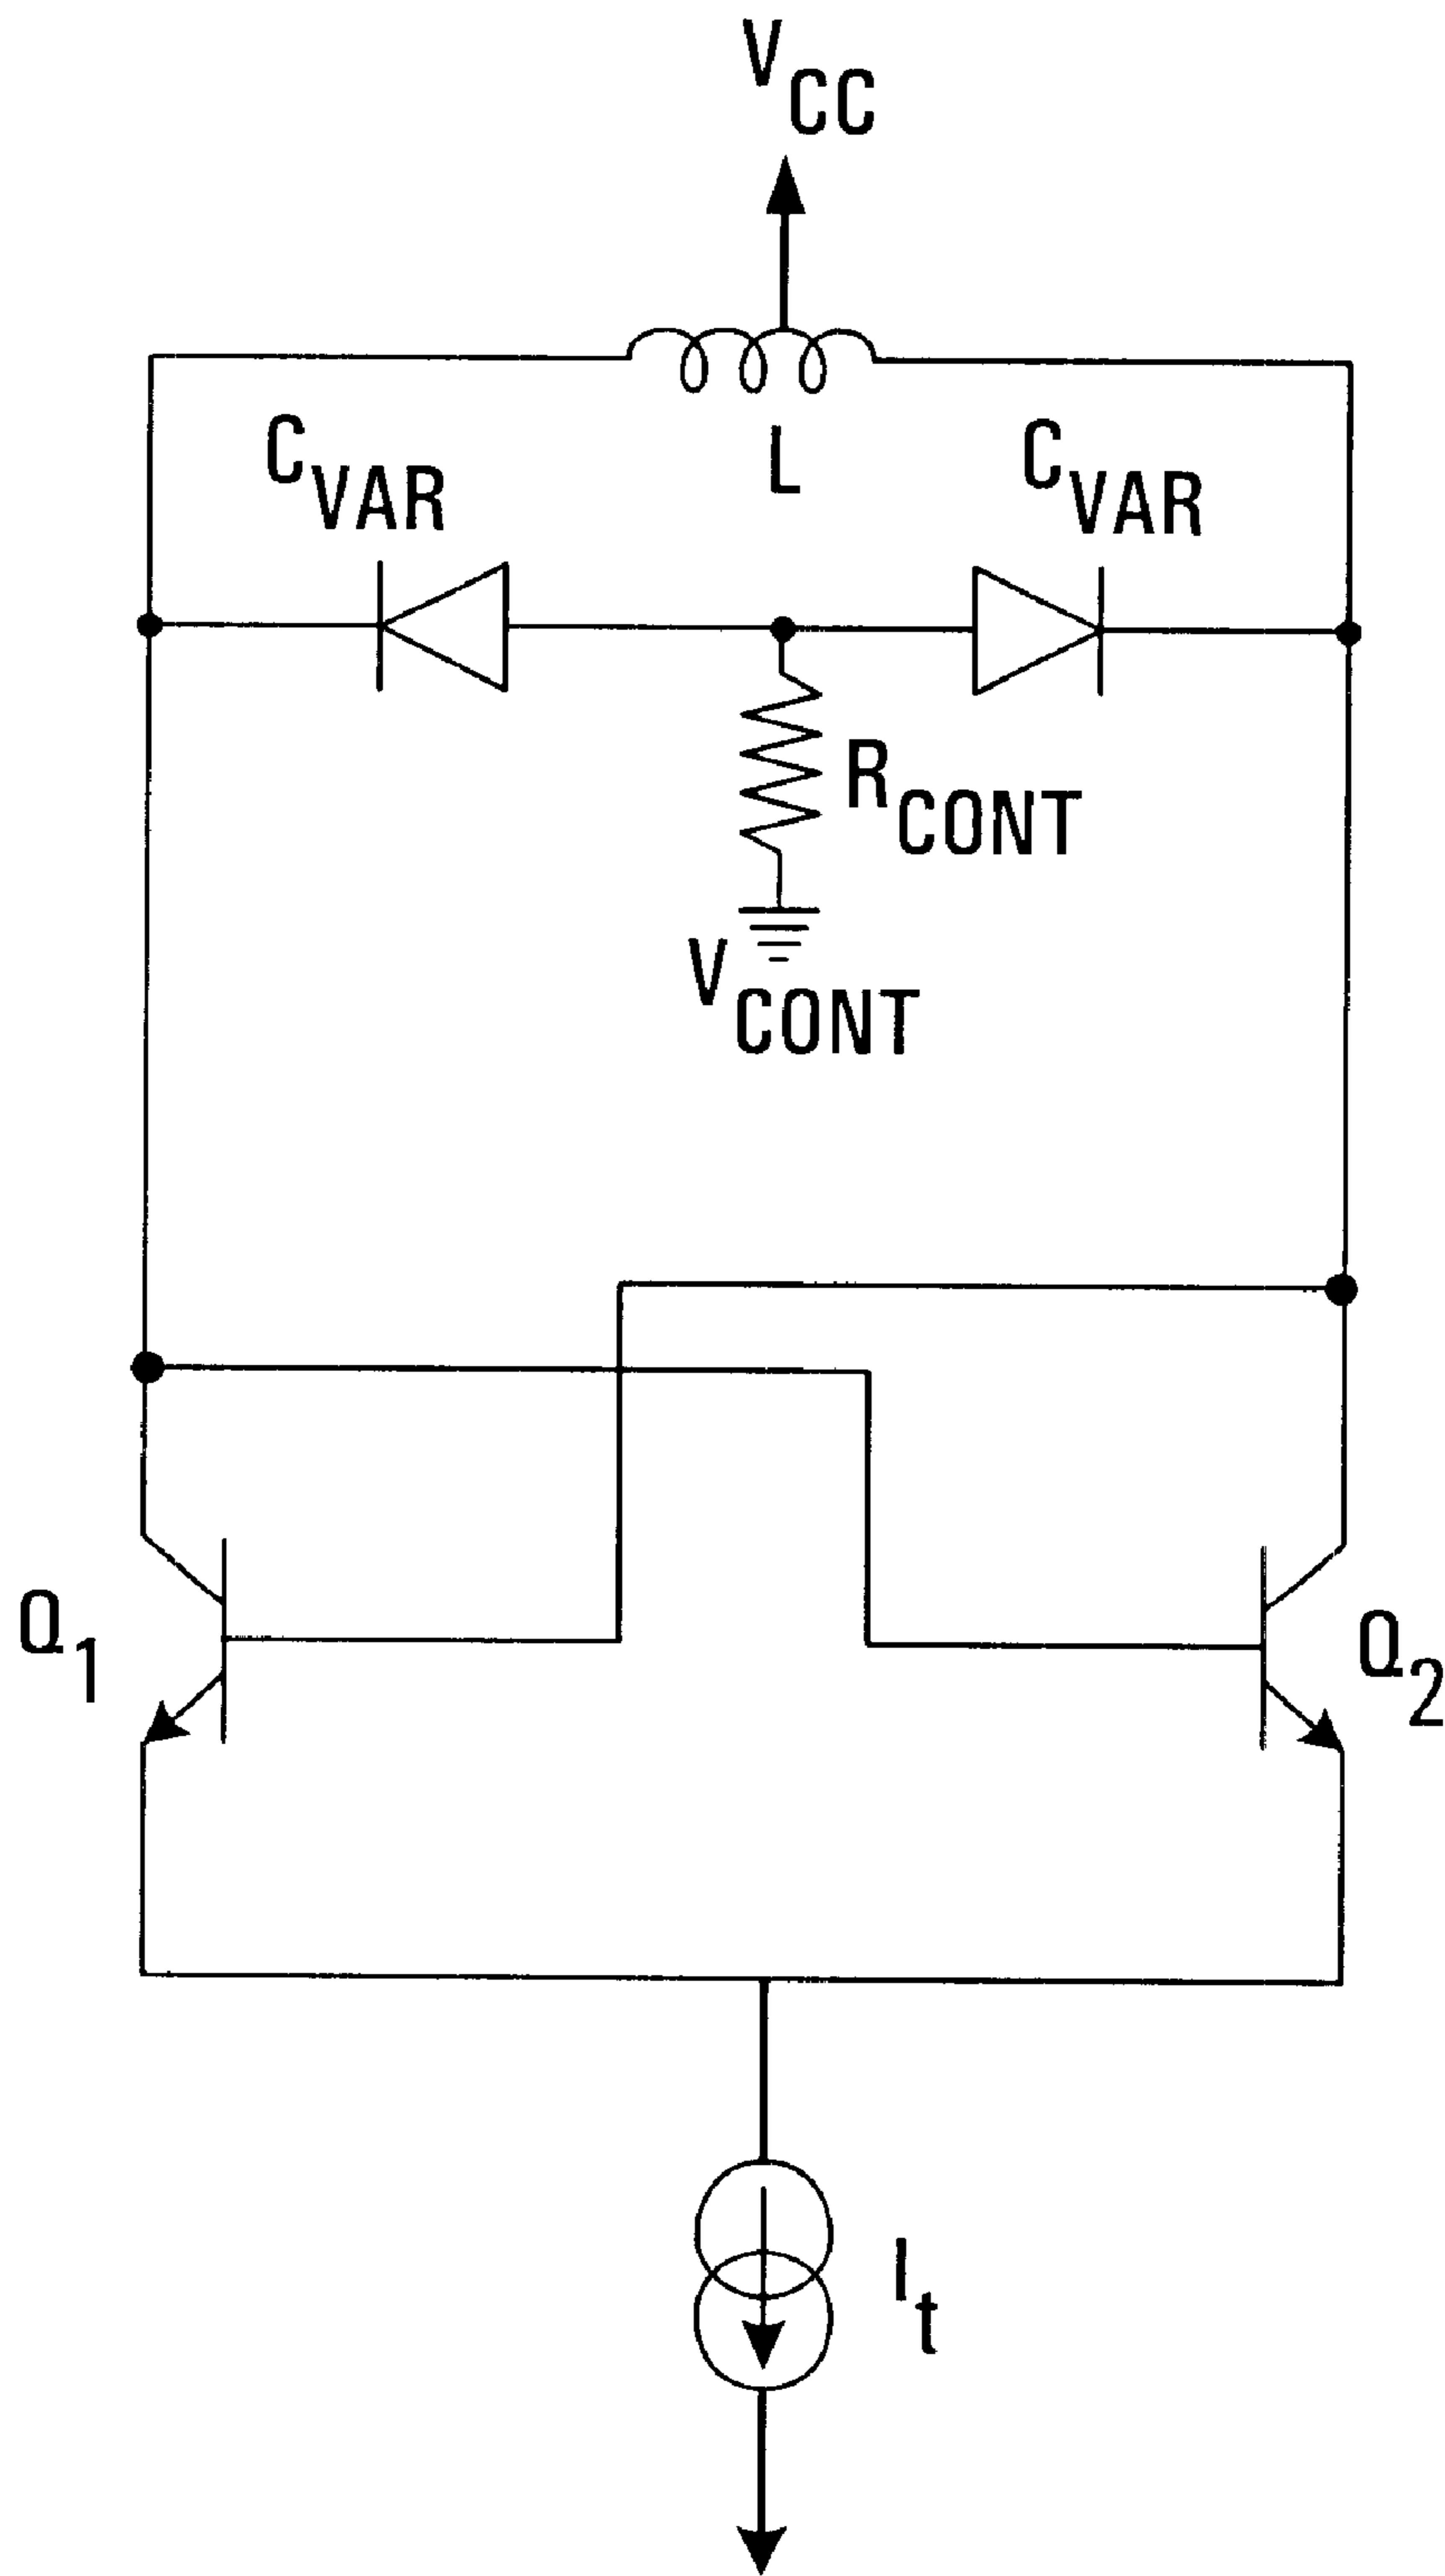 VCC
CVAR
L
CVAR
RCONT
VCONT
Q1
Q2
It